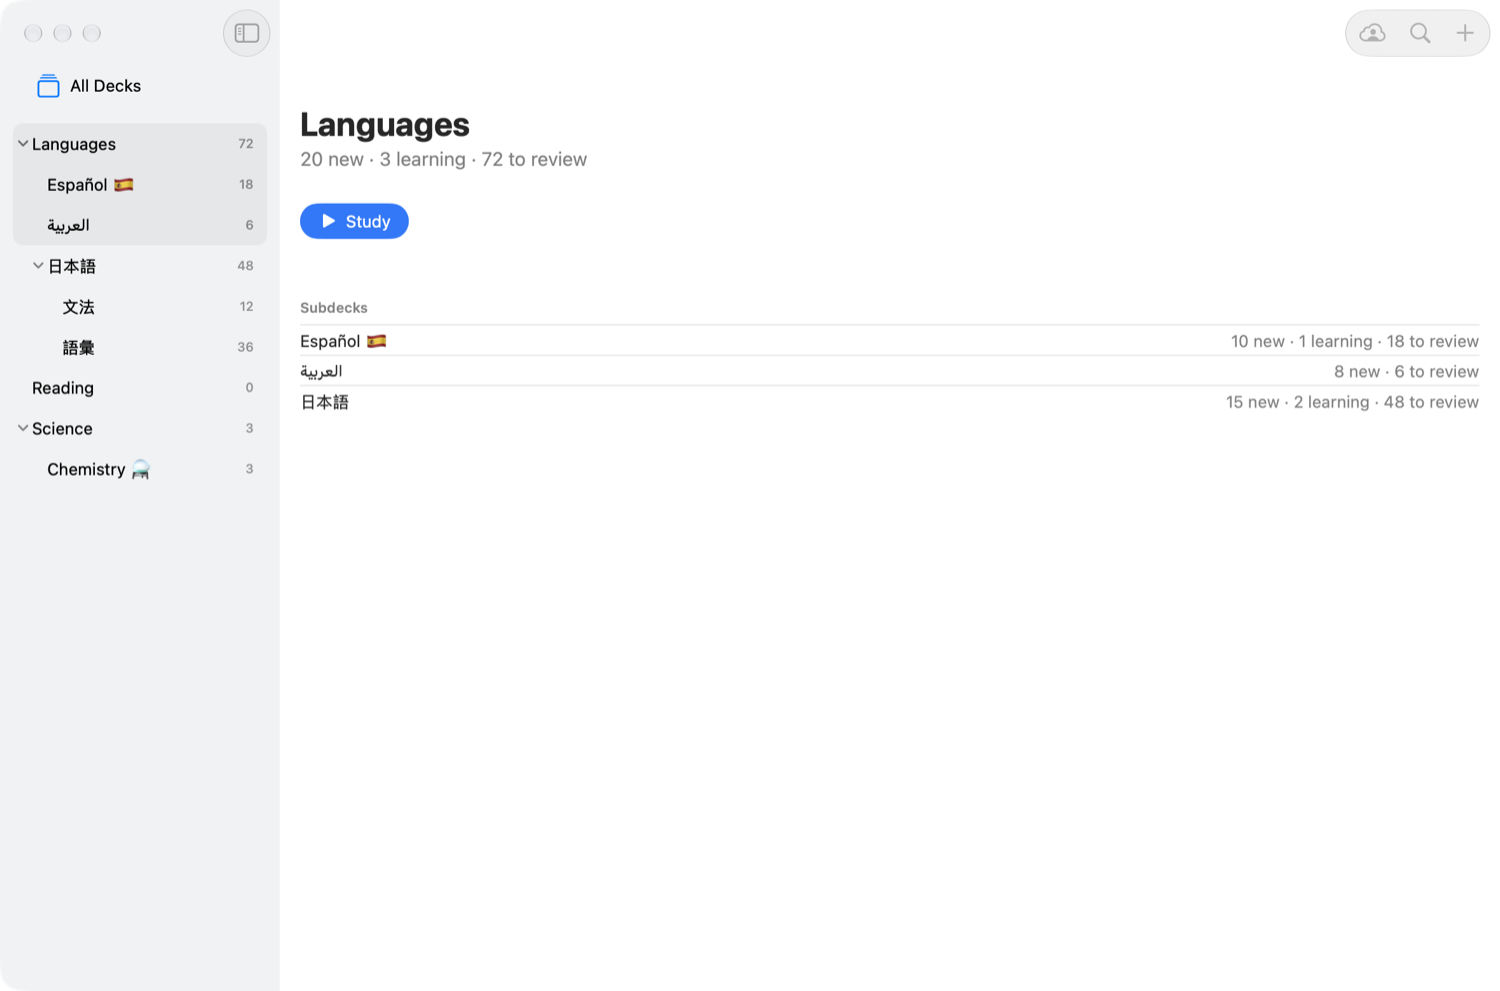 All Decks
Languages 72
Español 🇪🇸 18
العربية 6
日本語 48
文法 12
語彙 36
Reading 0
Science 3
Chemistry 3
Languages
20 new · 3 learning · 72 to review
Study
Subdecks
Español 🇪🇸 10 new · 1 learning · 18 to review
العربية 8 new · 6 to review
日本語 15 new · 2 learning · 48 to review